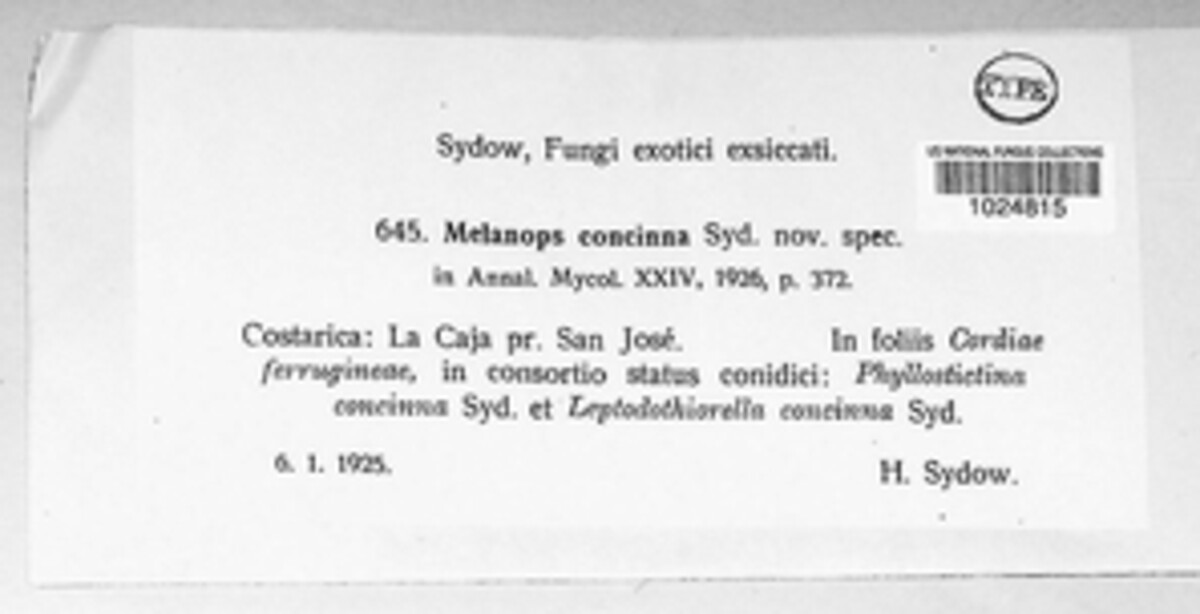 TYPE
Sydow, Fungi exotici exsiccati.
US NATIONAL FUNGUS COLLECTIONS
1024815
645. Melanops concinna Syd. nov. spec.
in Annal. Mycol. XXIV, 1926, p. 372.
Costarica: La Caja pr. San José. In foliis Cordiae
ferrugineae, in consortio status conidici: Phyllostictina
concinna Syd. et Leptodothiorella concinna Syd.
6. 1. 1925. H. Sydow.